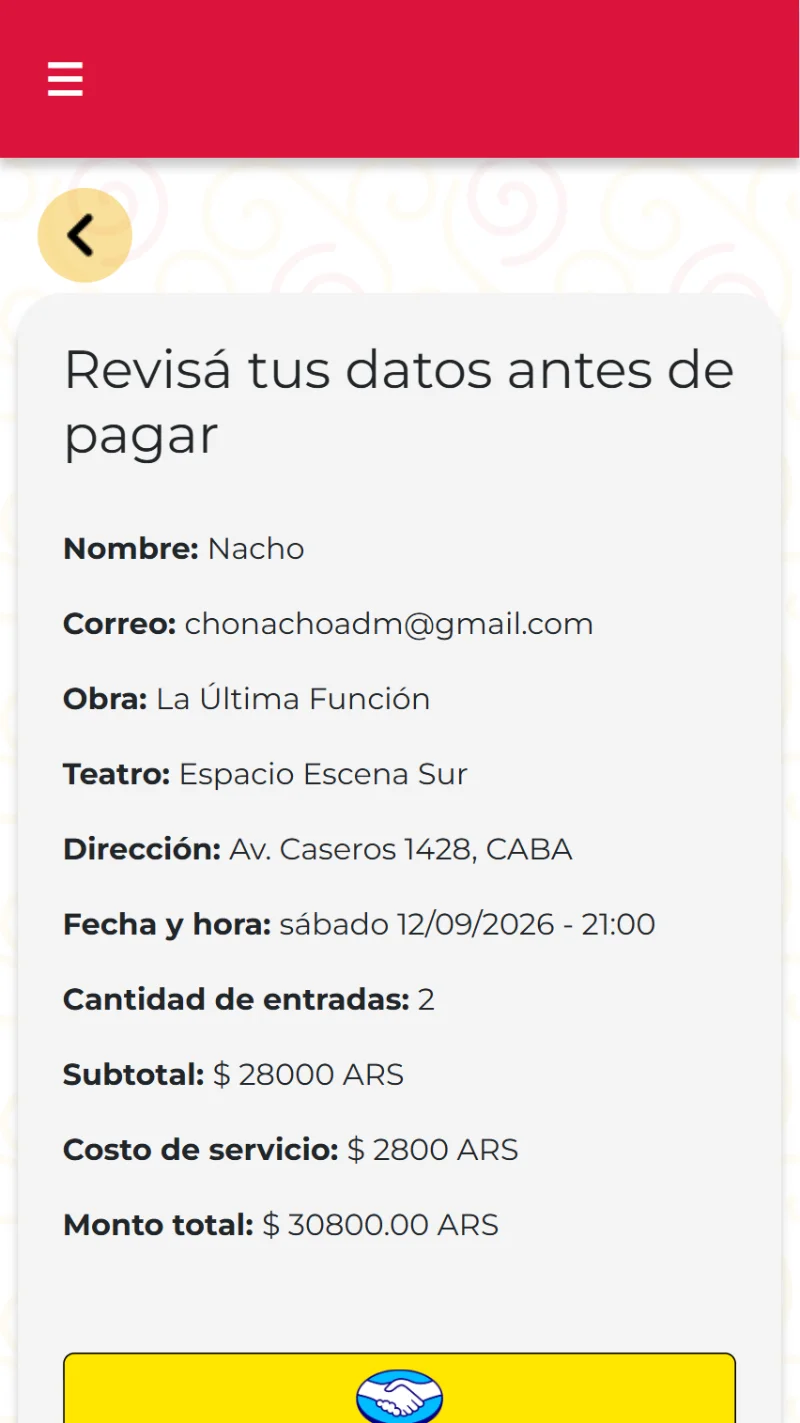 Revisá tus datos antes de
pagar
Nombre: Nacho
Correo: chonachoadm@gmail.com
Obra: La Última Función
Teatro: Espacio Escena Sur
Dirección: Av. Caseros 1428, CABA
Fecha y hora: sábado 12/09/2026 - 21:00
Cantidad de entradas: 2
Subtotal: $ 28000 ARS
Costo de servicio: $ 2800 ARS
Monto total: $ 30800.00 ARS